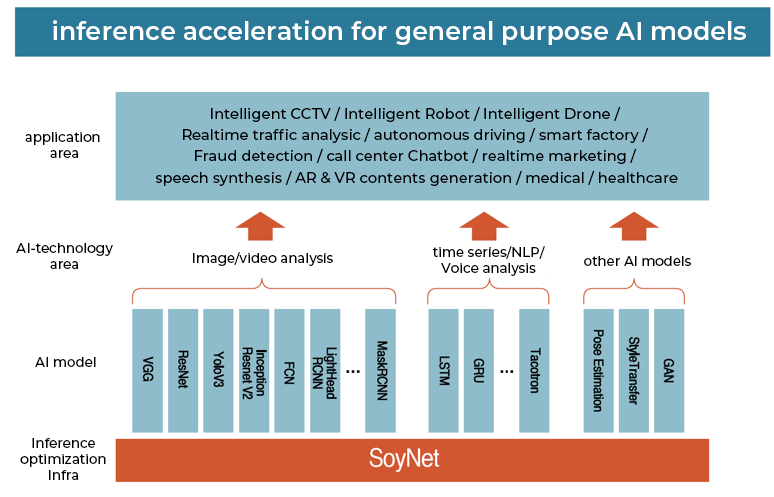 inference acceleration for general purpose AI models
application
area
Intelligent CCTV / Intelligent Robot / Intelligent Drone /
Realtime traffic analysis / autonomous driving / smart factory /
Fraud detection / call center Chatbot / realtime marketing /
speech synthesis / AR & VR contents generation / medical / healthcare
AI-technology
area
Image/video analysis
time series/NLP/
Voice analysis
other AI models
AI model
VGG
ResNet
YoloV3
Inception
Resnet V2
FCN
LightHead
RCNN
...
MaskRCNN
LSTM
GRU
...
Tacotron
Pose Estimation
StyleTransfer
GAN
Inference
optimization
Infra
SoyNet